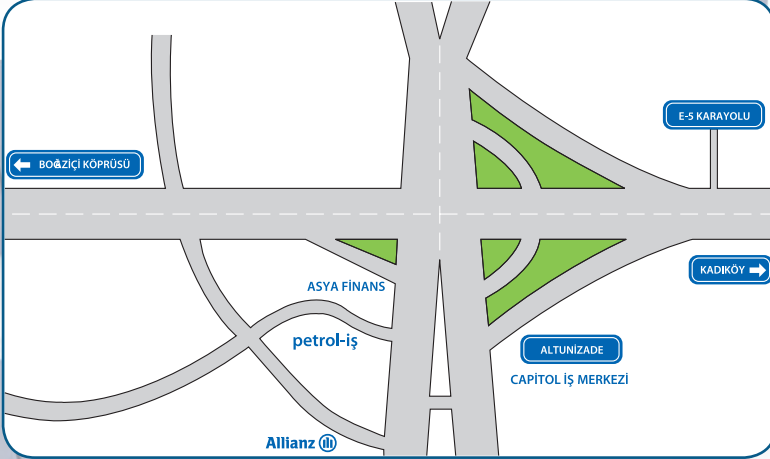 E-5 KARAYOLU
BOĞAZİÇİ KÖPRÜSÜ
KADIKÖY
ASYA FİNANS
petrol-iş
ALTUNİZADE
CAPİTOL İŞ MERKEZİ
Allianz